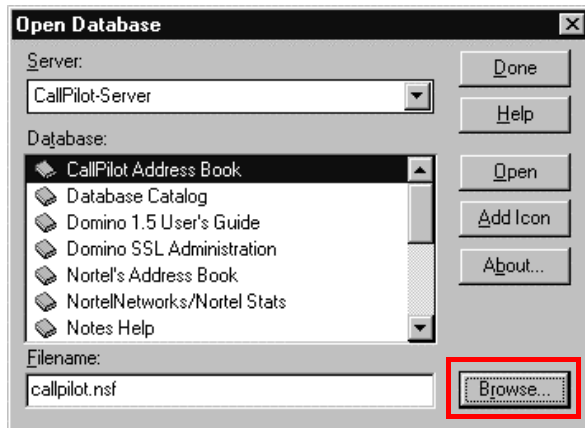 Open Database
Server:
Done
CallPilot-Server
Help
Database:
CallPilot Address Book
Open
Database Catalog
Domino 1.5 User's Guide
Add Icon
Domino SSL Administration
Nortel's Address Book
About...
NortelNetworks/Nortel Stats
Notes Help
Filename:
callpilot.nsf
Browse...